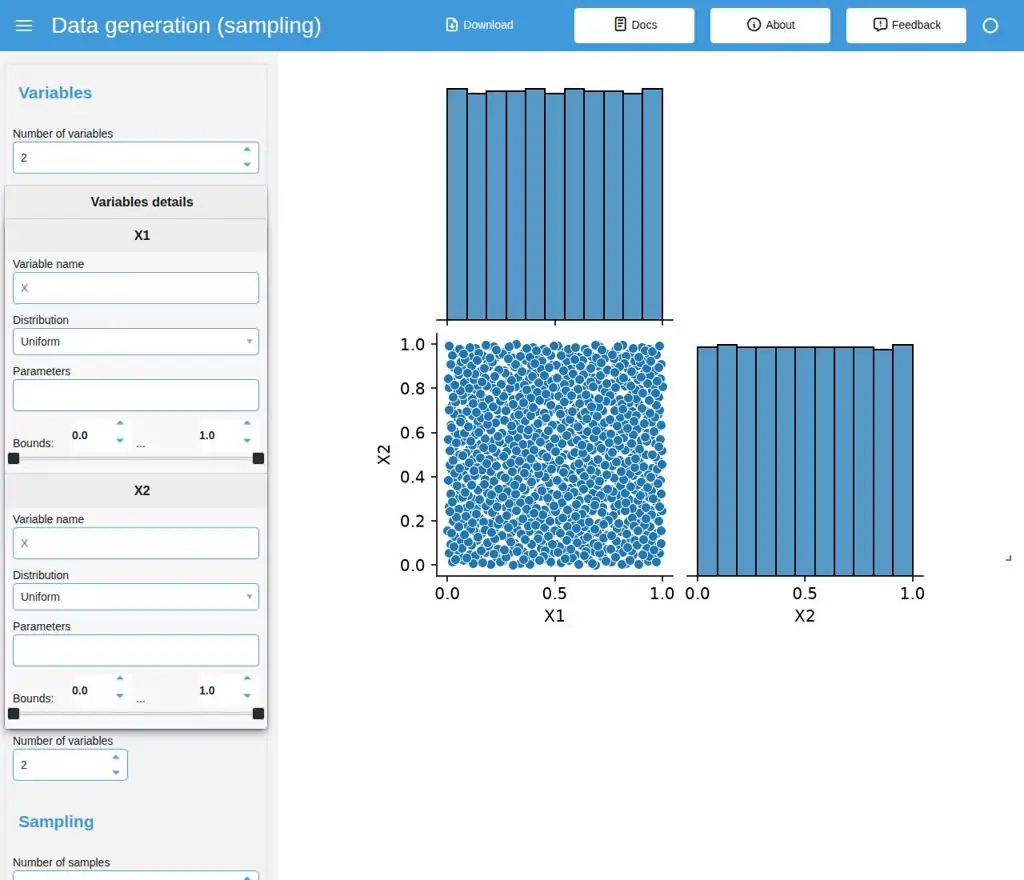 Data generation (sampling)
Download
Docs
About
Feedback
Variables
Number of variables
2
Variables details
X1
Variable name
X
Distribution
Uniform
Parameters
Bounds: 0.0 ... 1.0
X2
Variable name
X
Distribution
Uniform
Parameters
Bounds: 0.0 ... 1.0
Number of variables
2
Sampling
Number of samples
1.0
0.8
0.6
0.4
0.2
0.0
X2
0.0 0.5 1.0
X1
0.0 0.5 1.0
X2